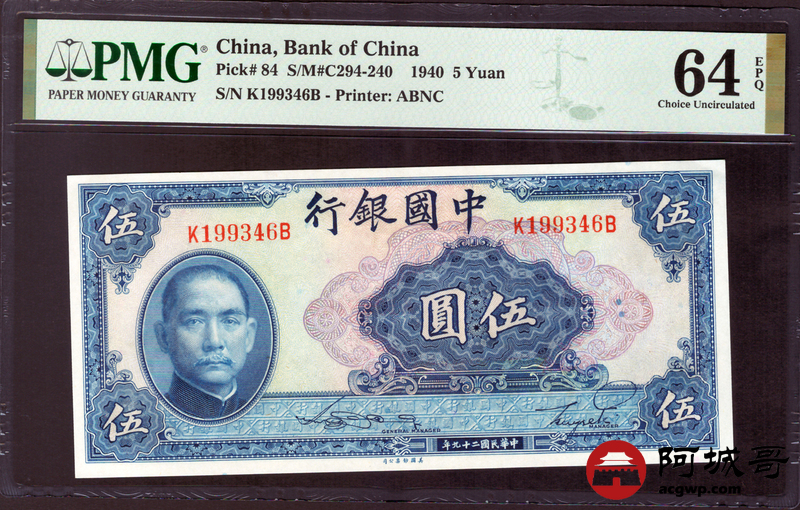 PMG®
PAPER MONEY GUARANTY
China, Bank of China
Pick# 84 S/M#C294-240 1940 5 Yuan
S/N K199346B - Printer: ABNC
64
EPQ
Choice Uncirculated
行銀國中
伍
伍
K199346B
K199346B
圓伍
伍
伍
GENERAL MANAGER
MANAGER
年九十二國民華中
阿城哥
acgwp.com